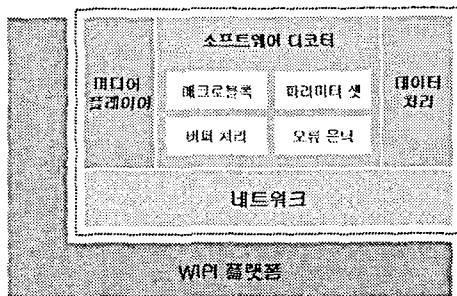 소프트웨어 디코더
미디어
플레이어
매크로블록
파라미터 셋
데이터
처리
버퍼 처리
오류 은닉
네트워크
WIPI 플랫폼